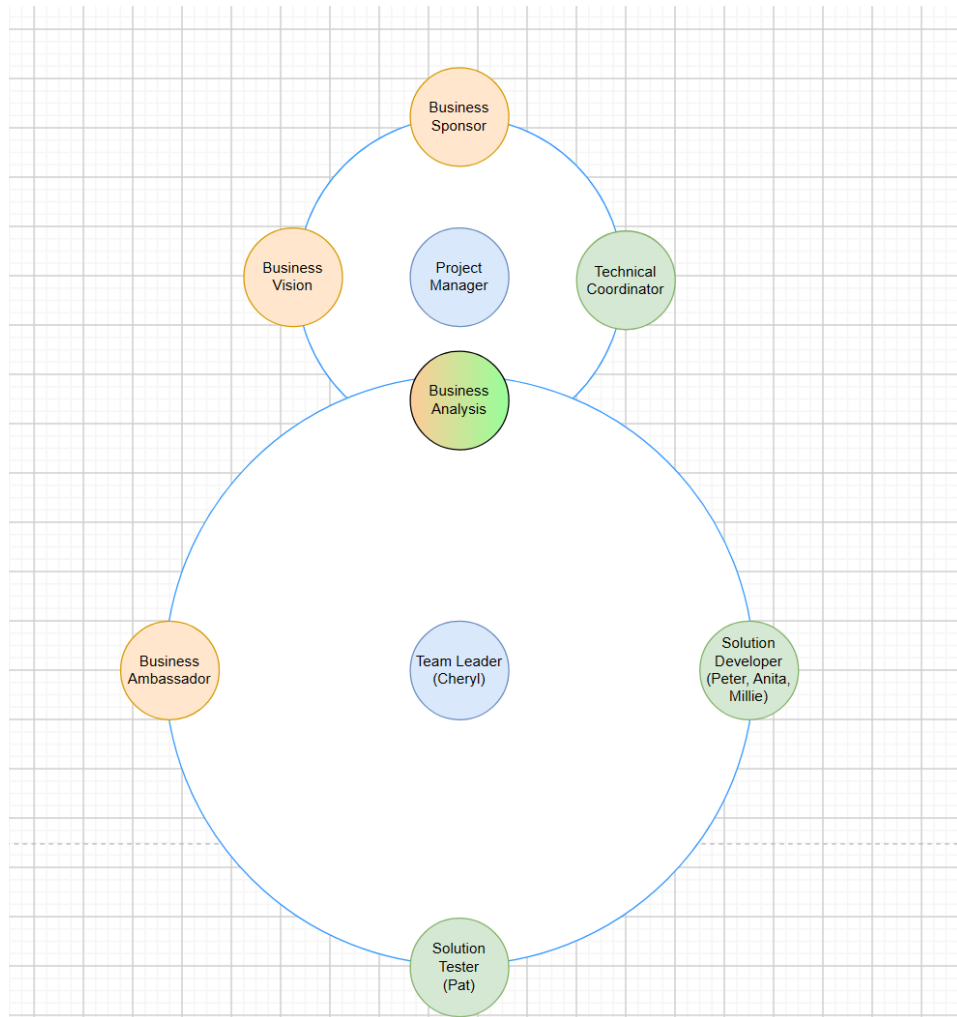 Business
Sponsor
Business
Vision
Project
Manager
Technical
Coordinator
Business
Analysis
Business
Ambassador
Team Leader
(Cheryl)
Solution
Developer
(Peter, Anita,
Millie)
Solution
Tester
(Pat)